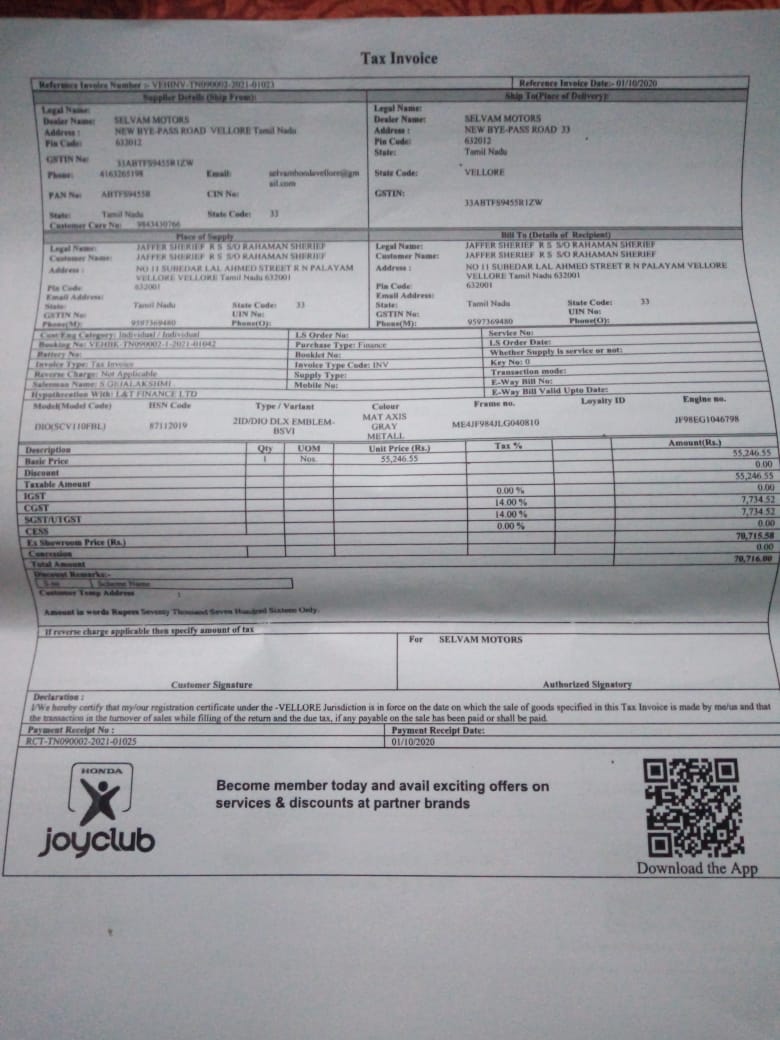 Tax Invoice
Reference Invoice Number :- VEHINV-TN090002-2021-01023 Reference Invoice Date:- 01/10/2020
Supplier Details (Ship From): Ship To(Place of Delivery):
Legal Name: Legal Name:
Dealer Name: SELVAM MOTORS Dealer Name: SELVAM MOTORS
Address : NEW BYE-PASS ROAD VELLORE Tamil Nadu Address : NEW BYE-PASS ROAD 33
Pin Code: 632012 Pin Code: 632012
State: Tamil Nadu
GSTIN No: 33ABTFS9455R1ZW
Phone: 4163265198 Email: selvamhondavellore@gmail.com State Code: VELLORE
PAN No: ABTFS9455R CIN No: GSTIN: 33ABTFS9455R1ZW
State: Tamil Nadu State Code: 33
Customer Care No: 9843430766
Place of Supply Bill To (Details of Recipient)
Legal Name: JAFFER SHERIEF R S S/O RAHAMAN SHERIEF Legal Name: JAFFER SHERIEF R S S/O RAHAMAN SHERIEF
Customer Name: JAFFER SHERIEF R S S/O RAHAMAN SHERIEF Customer Name: JAFFER SHERIEF R S S/O RAHAMAN SHERIEF
Address : NO 11 SUBEDAR LAL AHMED STREET R N PALAYAM Address : NO 11 SUBEDAR LAL AHMED STREET R N PALAYAM VELLORE
VELLORE VELLORE Tamil Nadu 632001 VELLORE Tamil Nadu 632001
Pin Code 632001 Pin Code 632001
Email Address: Email Address:
State: Tamil Nadu State Code: 33 State: Tamil Nadu State Code: 33
GSTIN No UIN No: GSTIN No: UIN No:
Phone(M): 9597369480 Phone(O): Phone(M): 9597369480 Phone(O):
Cust Enq Category: Individual / Individual LS Order No: Service No:
Booking No: VEHBK-TN090002-1-2021-01042 Purchase Type: Finance LS Order Date:
Battery No: Booklet No: Whether Supply is service or not:
Invoice Type: Tax Invoice Invoice Type Code: INV Key No: 0
Reverse Charge: Not Applicable Supply Type: Transaction mode:
Salesman Name: Mobile No: E-Way Bill No:
Hypothecation With: L&T FINANCE LTD E-Way Bill Valid Upto Date:
Model(Model Code) HSN Code Type / Variant Colour Frame no. Loyalty ID Engine no.
DIO(SCV110FBL) 87112019 2ID/DIO DLX EMBLEM-BSVI MAT AXIS GRAY METALL ME4JF984JLG040810 JF98EG1046798
Description Qty UOM Unit Price (Rs.) Tax % Amount(Rs.)
Basic Price 1 Nos. 55,246.55 55,246.55
Discount 0.00
Taxable Amount 55,246.55
IGST 0.00 % 0.00
CGST 14.00 % 7,734.52
SGST/UTGST 14.00 % 7,734.52
CESS 0.00 % 0.00
Ex Showroom Price (Rs.) 70,715.58
Concession 0.00
Total Amount 70,716.00
Discount Remarks:-
S.no Scheme Name
Customer Temp Address
Amount in words Rupees Seventy Thousand Seven Hundred Sixteen Only.
If reverse charge applicable then specify amount of tax
For SELVAM MOTORS
Customer Signature Authorized Signatory
Declaration :
I/We hereby certify that my/our registration certificate under the -VELLORE Jurisdiction is in force on the date on which the sale of goods specified in this Tax Invoice is made by me/us and that
the transaction in the turnover of sales while filling of the return and the due tax, if any payable on the sale has been paid or shall be paid.
Payment Receipt No : Payment Receipt Date:
RCT-TN090002-2021-01025 01/10/2020
HONDA
joyclub
Become member today and avail exciting offers on
services & discounts at partner brands
Download the App